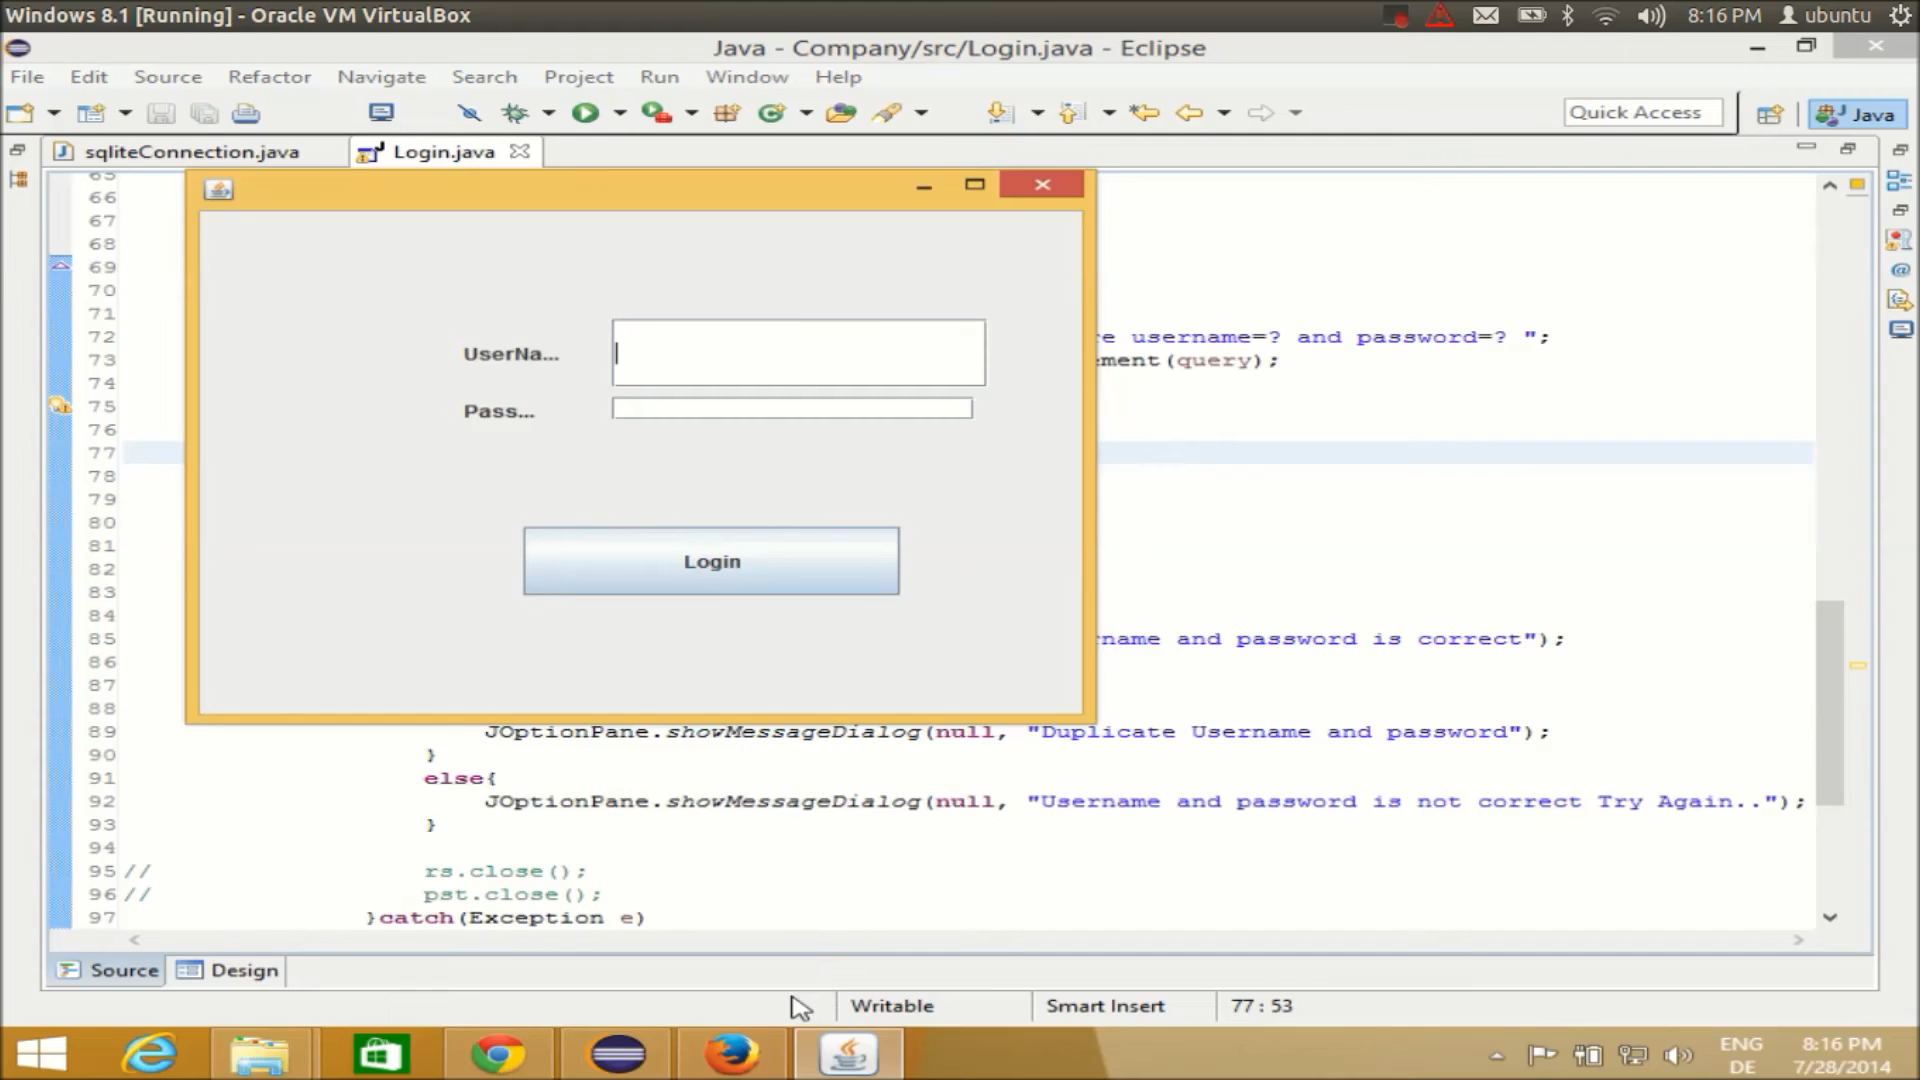 Windows 8.1 [Running] - Oracle VM VirtualBox
8:16 PM
ubuntu
Java - Company/src/Login.java - Eclipse
File Edit Source Refactor Navigate Search Project Run Window Help
Quick Access
Java
sqliteConnection.java
Login.java
65
66
67
68
69
70
71
72 re username=? and password=? ";
73 ement(query);
74
75
76
77
78
79
80
81
82
83
84
85 rname and password is correct");
86
87
88
89 JOptionPane.showMessageDialog(null, "Duplicate Username and password");
90 }
91 else{
92 JOptionPane.showMessageDialog(null, "Username and password is not correct Try Again..");
93 }
94
95 // rs.close();
96 // pst.close();
97 }catch(Exception e)
UserNa...
Pass...
Login
Source
Design
Writable
Smart Insert
77 : 53
ENG
DE
8:16 PM
7/28/2014